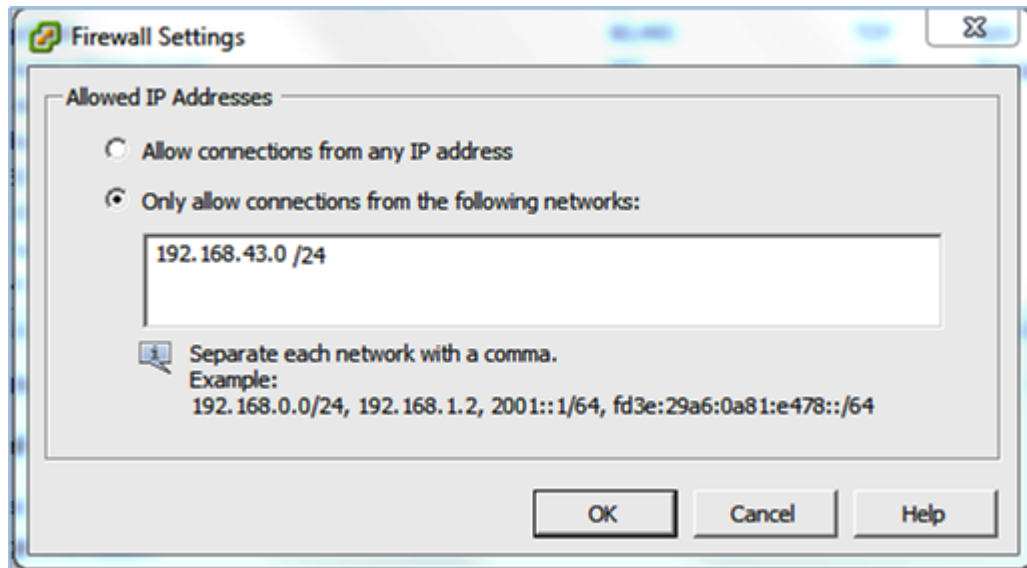 Firewall Settings
Allowed IP Addresses
Allow connections from any IP address
Only allow connections from the following networks:
192.168.43.0 /24
Separate each network with a comma.
Example:
192.168.0.0/24, 192.168.1.2, 2001::1/64, fd3e:29a6:0a81:e478::/64
OK Cancel Help